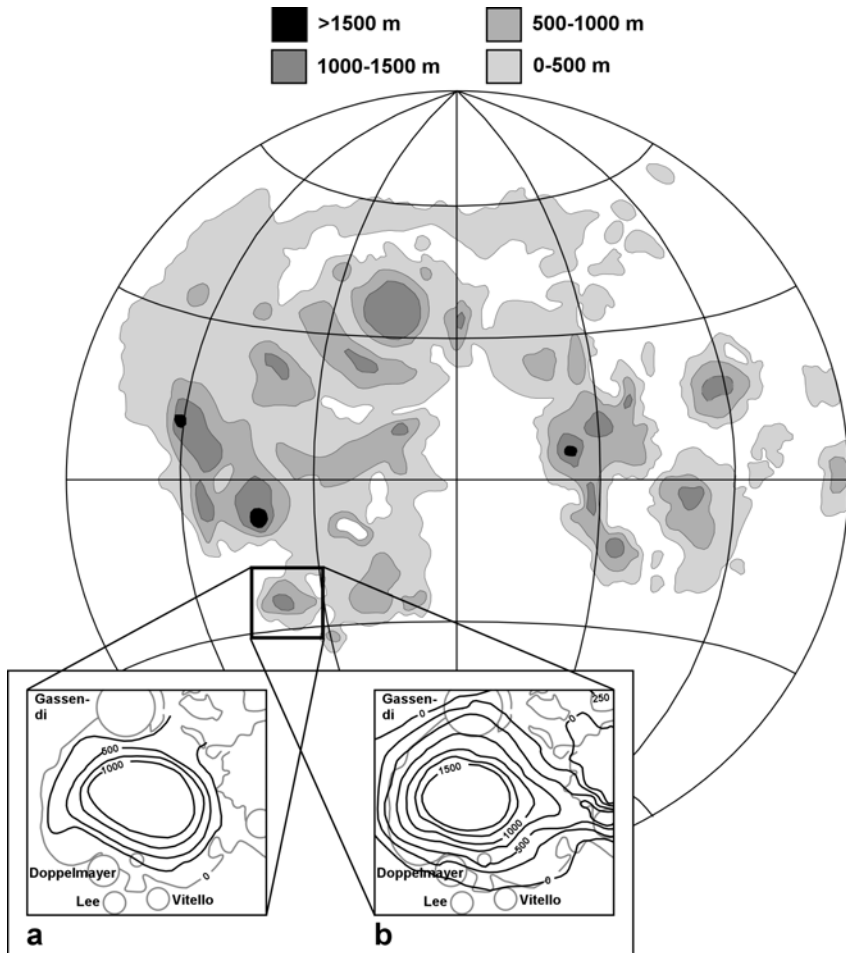 >1500 m
500-1000 m
1000-1500 m
0-500 m
Gassen-
di
500
1000
0
Doppelmayer
Lee
Vitello
a
Gassen-
di
0
250
0
1500
1000
500
0
Doppelmayer
Lee
Vitello
b